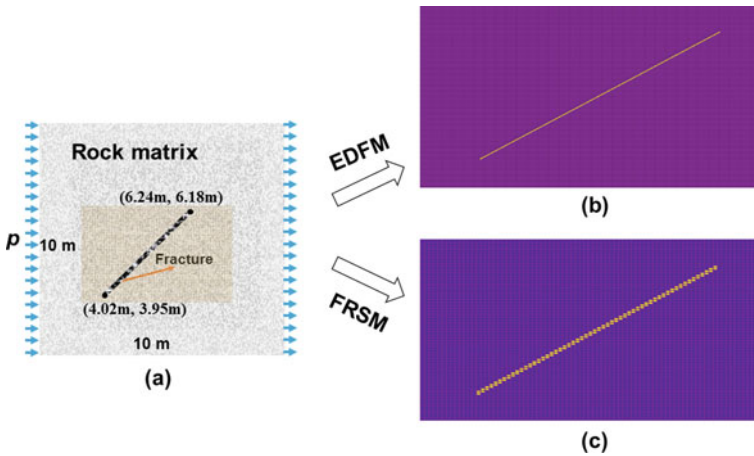 Rock matrix
(6.24m, 6.18m)
p
10 m
Fracture
(4.02m, 3.95m)
10 m
(a)
EDFM
FRSM
(b)
(c)